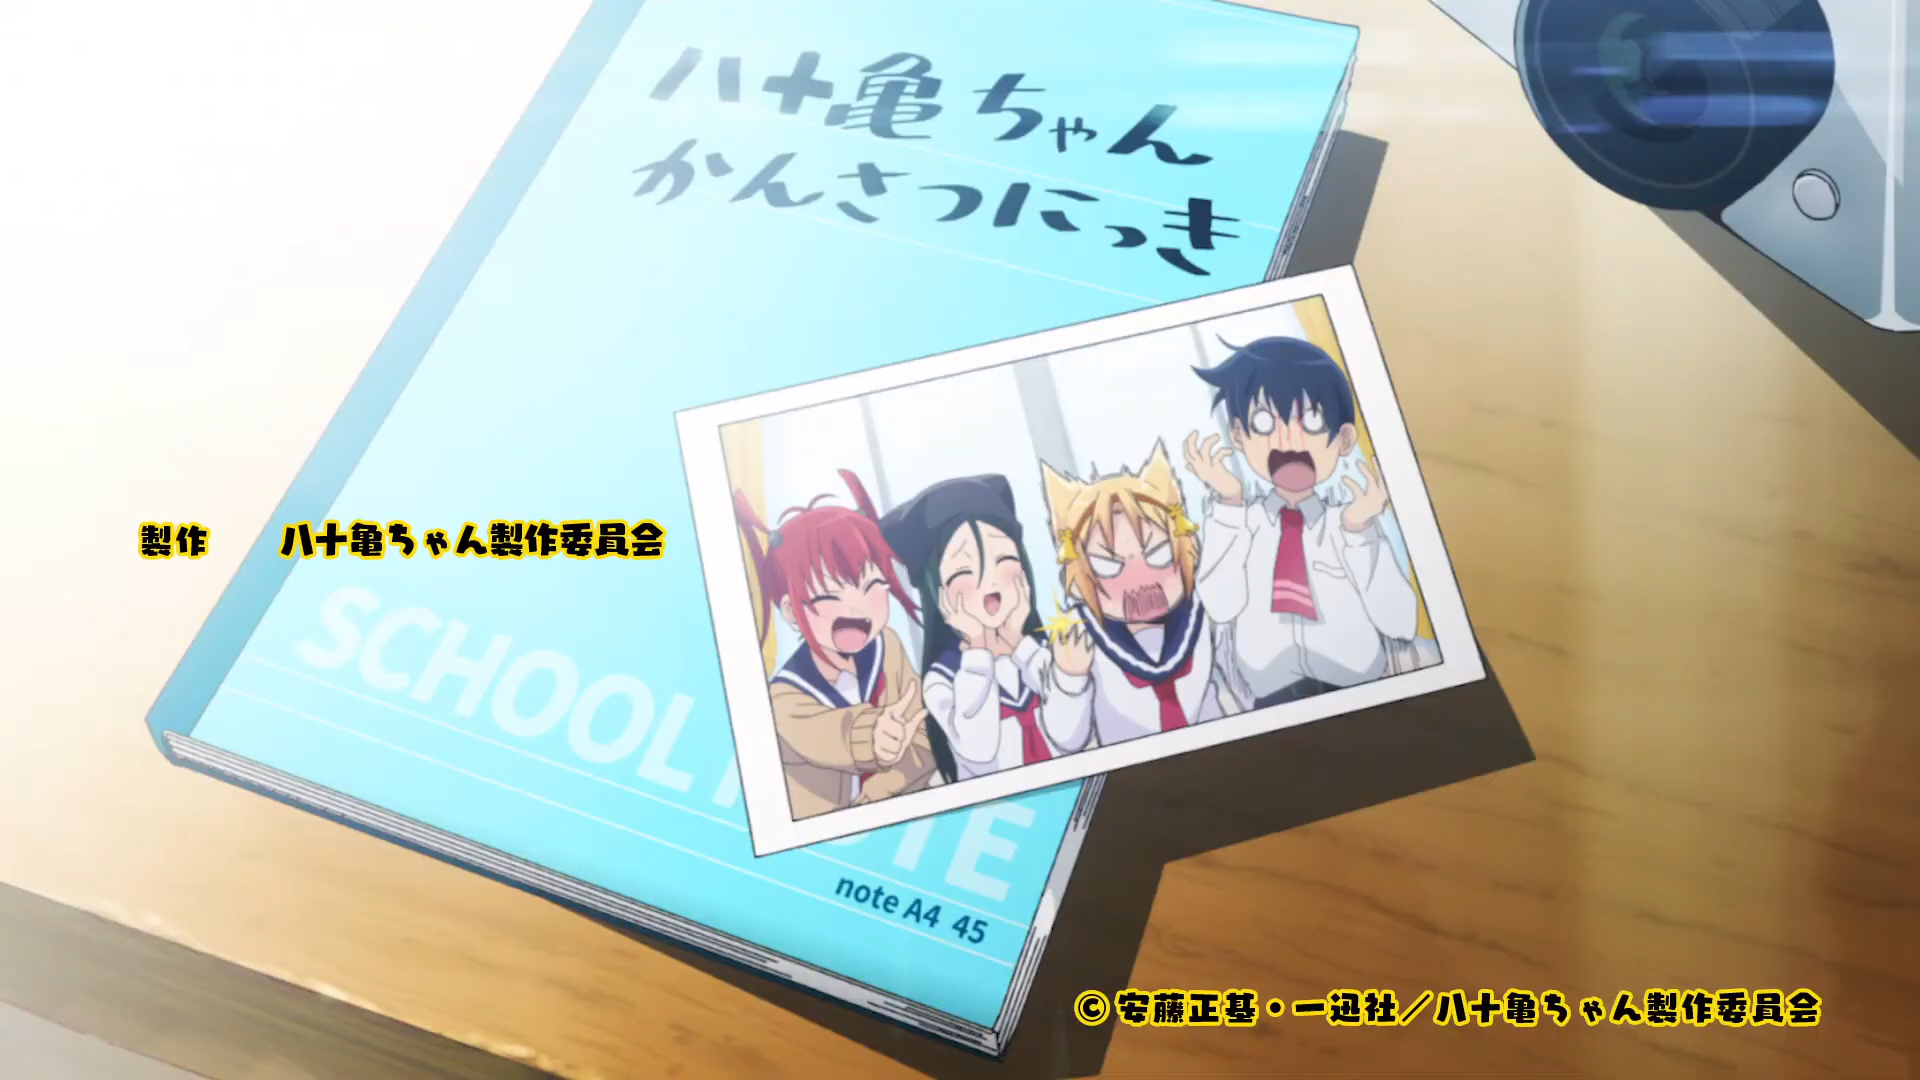 八十亀ちゃん
かんさつにっき
製作 八十亀ちゃん製作委員会
SCHOOL
note A4 45
©安藤正基・一迅社／八十亀ちゃん製作委員会